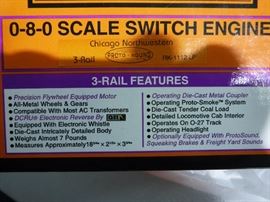 0-8-0 SCALE SWITCH ENGINE
Chicago Northwestern
3-Rail PROTO SOUND
3-RAIL FEATURES
• Precision Flywheel Equipped Motor
• All-Metal Wheels & Gears
• Compatible With Most AC Transformers
• DCRU® Electronic Reverse By
• Equipped With Electronic Whistle
• Die-Cast Intricately Detailed Body
• Weighs Almost 7 Pounds
• Measures Approximately
• Operating Die-Cast Metal Coupler
• Operating Proto-Smoke™ System
• Die-Cast Tender Coal Load
• Detailed Locomotive Cab Interior
• Operates On O-27 Track
• Operating Headlight
• Optionally Equipped With ProtoSound,
Squeaking Brakes & Freight Yard Sounds